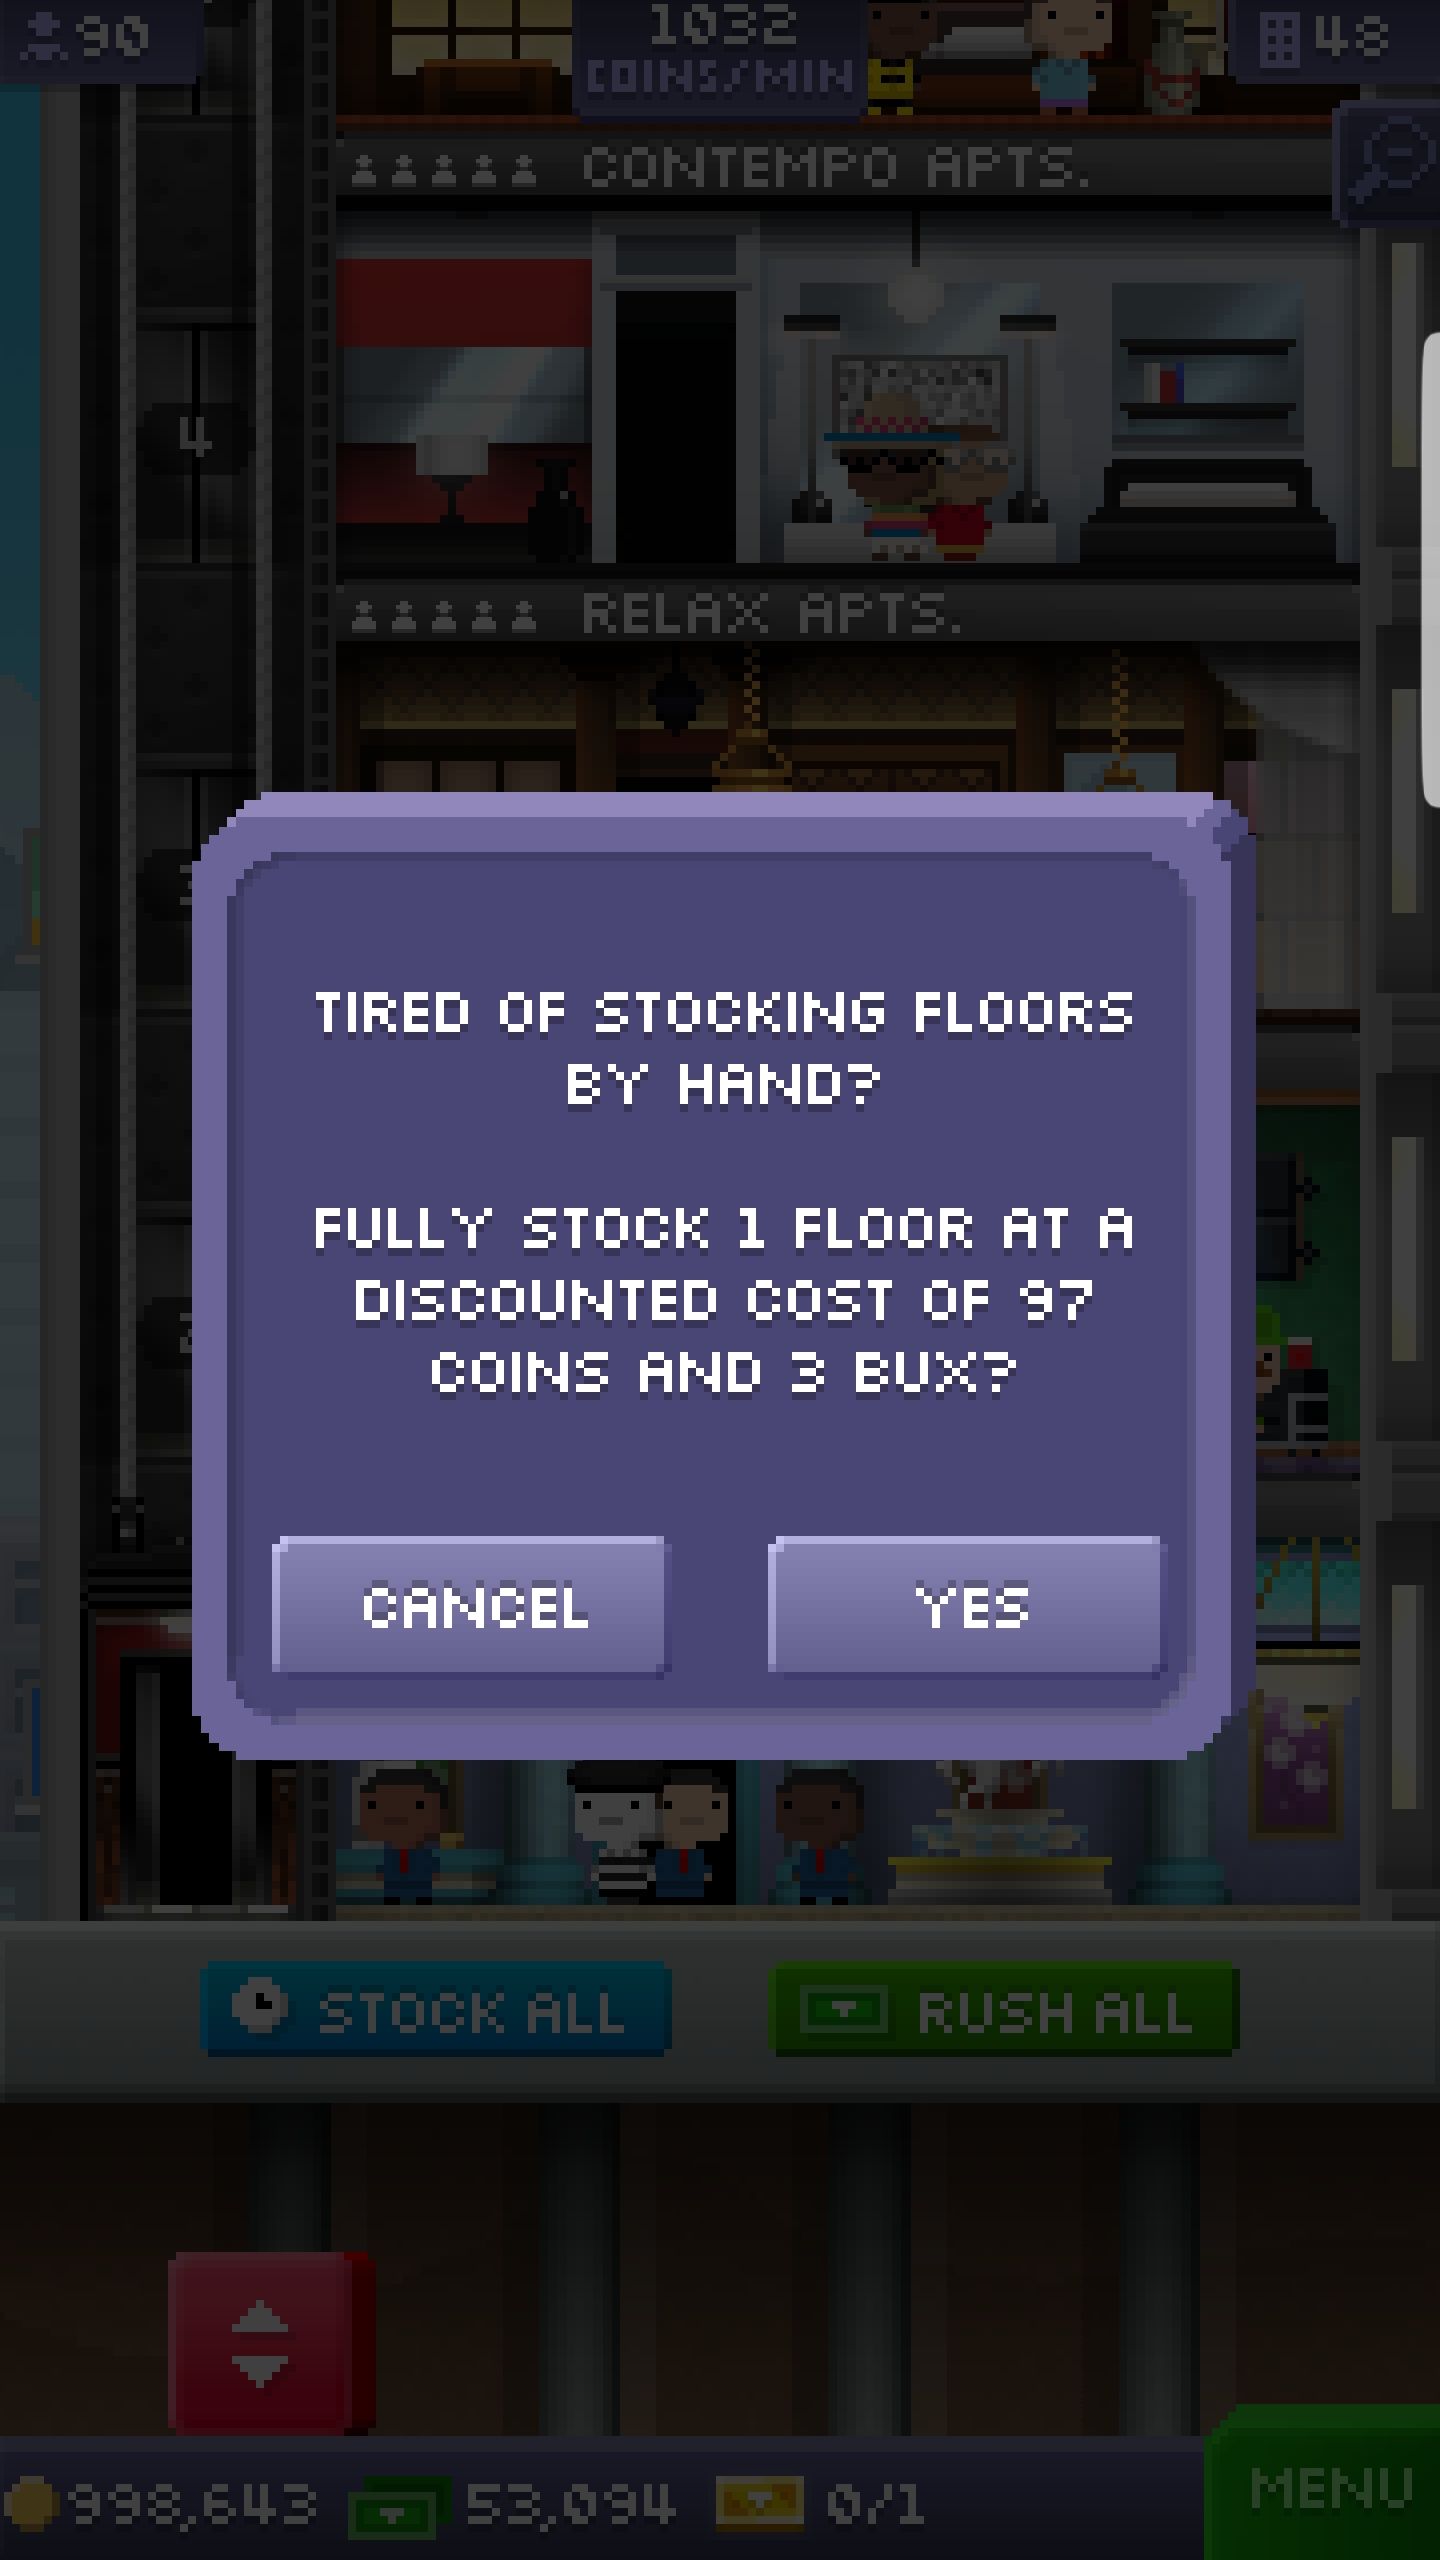 90
1032
COINS/MIN
48
CONTEMPO APTS.
4
RELAX APTS.
TIRED OF STOCKING FLOORS
BY HAND?
FULLY STOCK 1 FLOOR AT A
DISCOUNTED COST OF 97
COINS AND 3 BUX?
CANCEL YES
STOCK ALL RUSH ALL
998,643 53,094 0/1 MENU